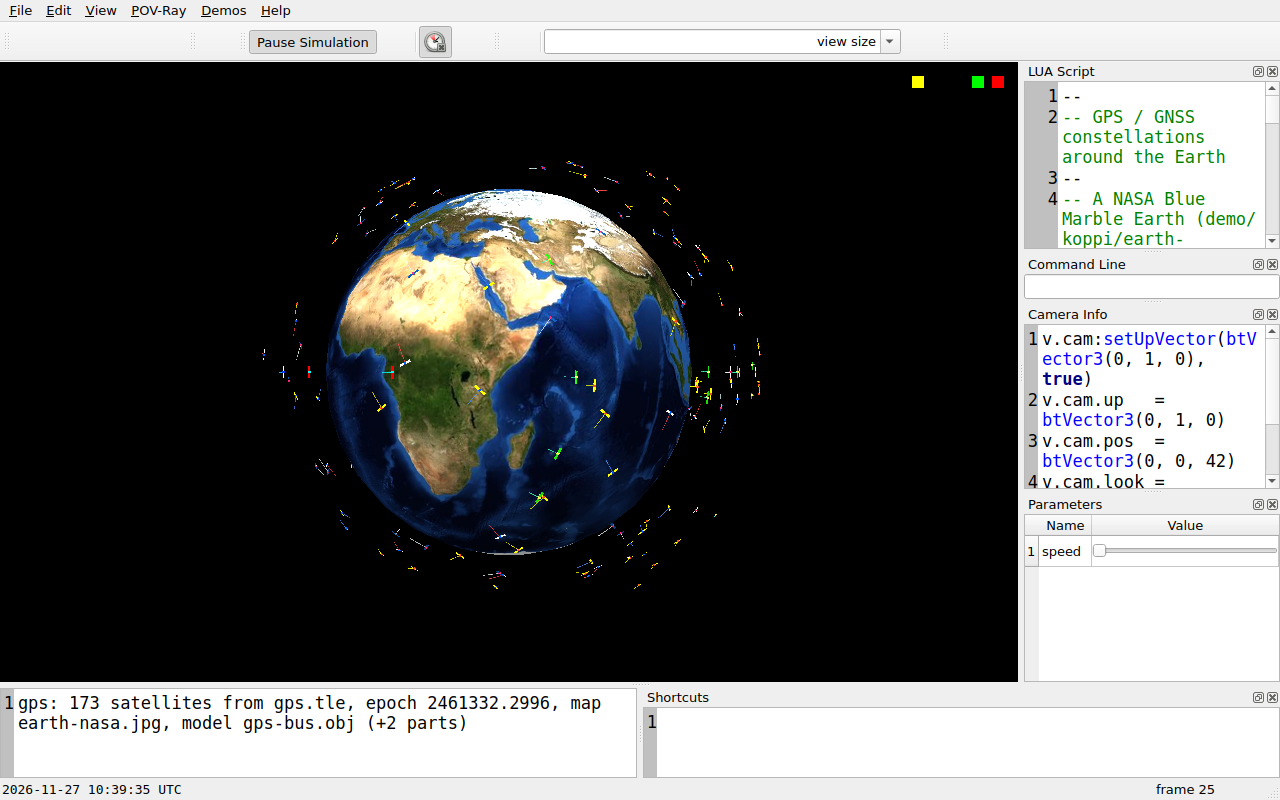 File Edit View POV-Ray Demos Help
Pause Simulation
view size
LUA Script
1 --
2 -- GPS / GNSS
constellations
around the Earth
3 --
4 -- A NASA Blue
Marble Earth (demo/
koppi/earth-
Command Line
Camera Info
1 v.cam:setUpVector(btV
ector3(0, 1, 0),
true)
2 v.cam.up   =
btVector3(0, 1, 0)
3 v.cam.pos  =
btVector3(0, 0, 42)
4 v.cam.look =
Parameters
Name Value
1 speed
1 gps: 173 satellites from gps.tle, epoch 2461332.2996, map
earth-nasa.jpg, model gps-bus.obj (+2 parts)
Shortcuts
1
2026-11-27 10:39:35 UTC
frame 25